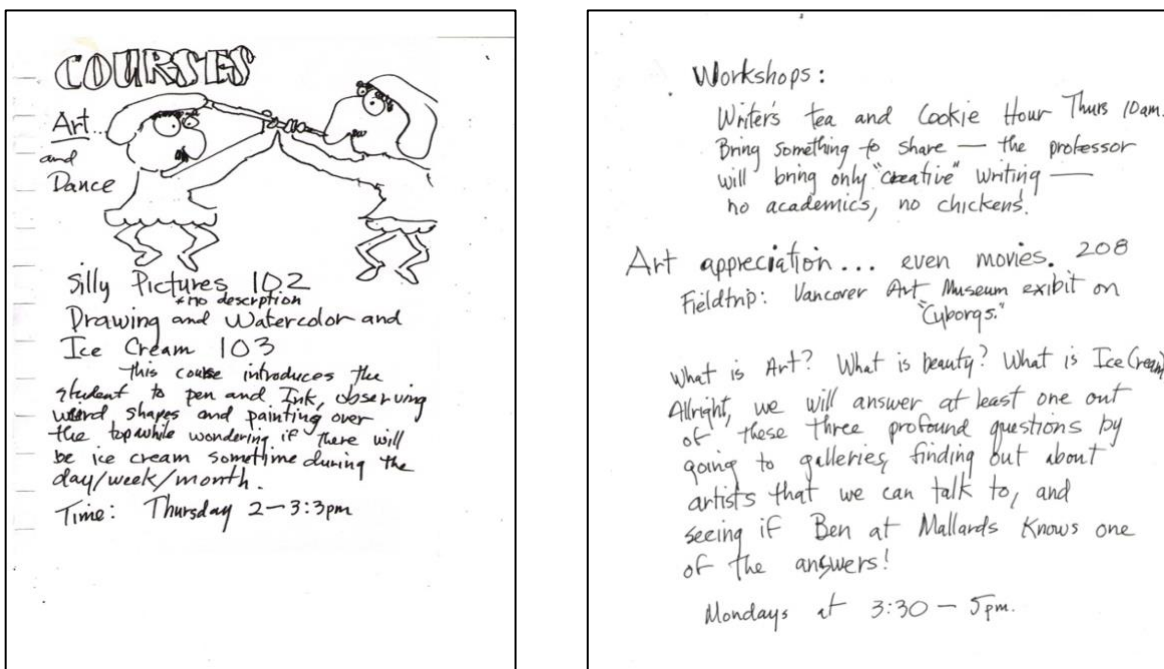 COURSES
Art...
and
Dance
Silly Pictures 102
*no descrption
Drawing and Watercolor and
Ice Cream 103
This course introduces the
student to pen and Ink, observing
weird shapes and painting over
the top while wondering if there will
be ice cream sometime during the
day/week/month.
Time: Thursday 2-3:3pm
Workshops:
Writer's tea and Cookie Hour Thurs 10am.
Bring something to share — the professor
will bring only "creative" writing —
no academics, no chickens!
Art appreciation... even movies. 208
Fieldtrip: Vancover Art Museum exibit on
"Cyborgs."
What is Art? What is beauty? What is Ice Cream
Allright, we will answer at least one out
of these three profound questions by
going to galleries, finding out about
artists that we can talk to, and
seeing if Ben at Mallards Knows one
of the answers!
Mondays at 3:30 - 5pm.